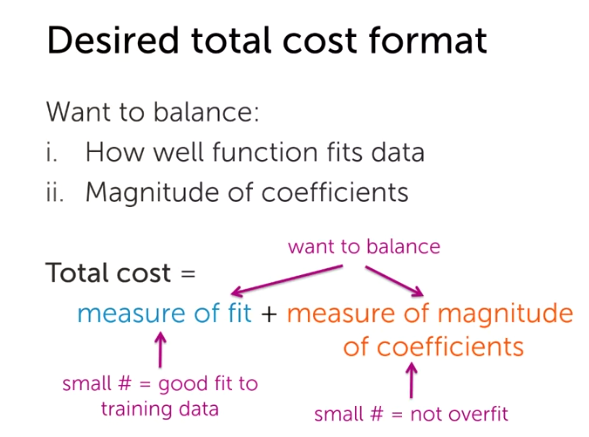 Desired total cost format
Want to balance:
i. How well function fits data
ii. Magnitude of coefficients
want to balance
Total cost =
measure of fit + measure of magnitude
of coefficients
small # = good fit to
training data
small # = not overfit